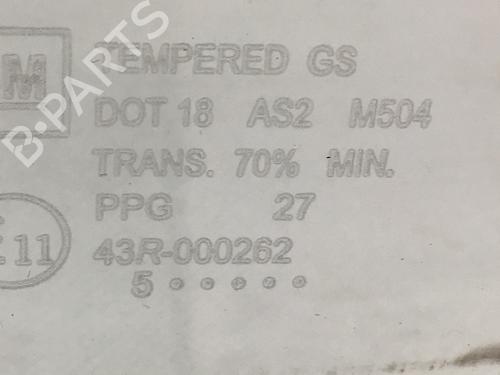 TEMPERED GS
M
DOT 18 AS2 M504
TRANS. 70% MIN.
PPG 27
11
43R-000262
5 • • • • •
B-PARTS